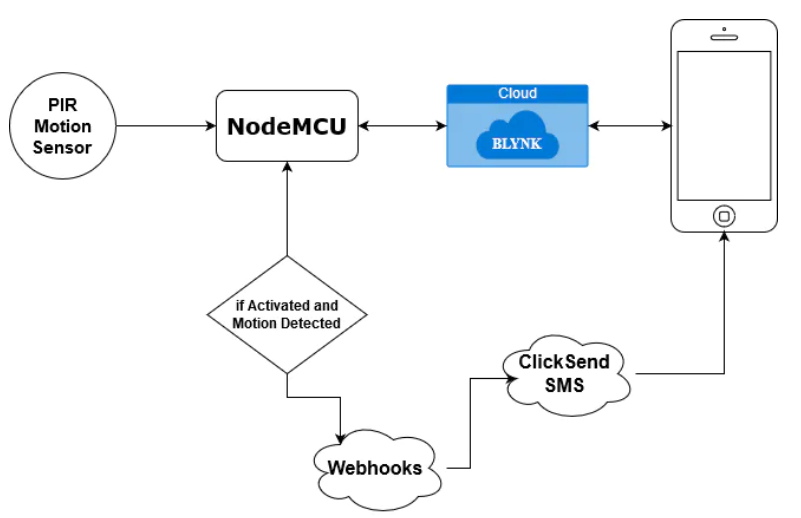 PIR
Motion
Sensor
NodeMCU
Cloud
BLYNK
if Activated and
Motion Detected
ClickSend
SMS
Webhooks